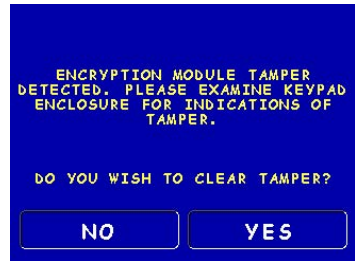 ENCRYPTION MODULE TAMPER
DETECTED. PLEASE EXAMINE KEYPAD
ENCLOSURE FOR INDICATIONS OF
TAMPER.
DO YOU WISH TO CLEAR TAMPER?
NO
YES